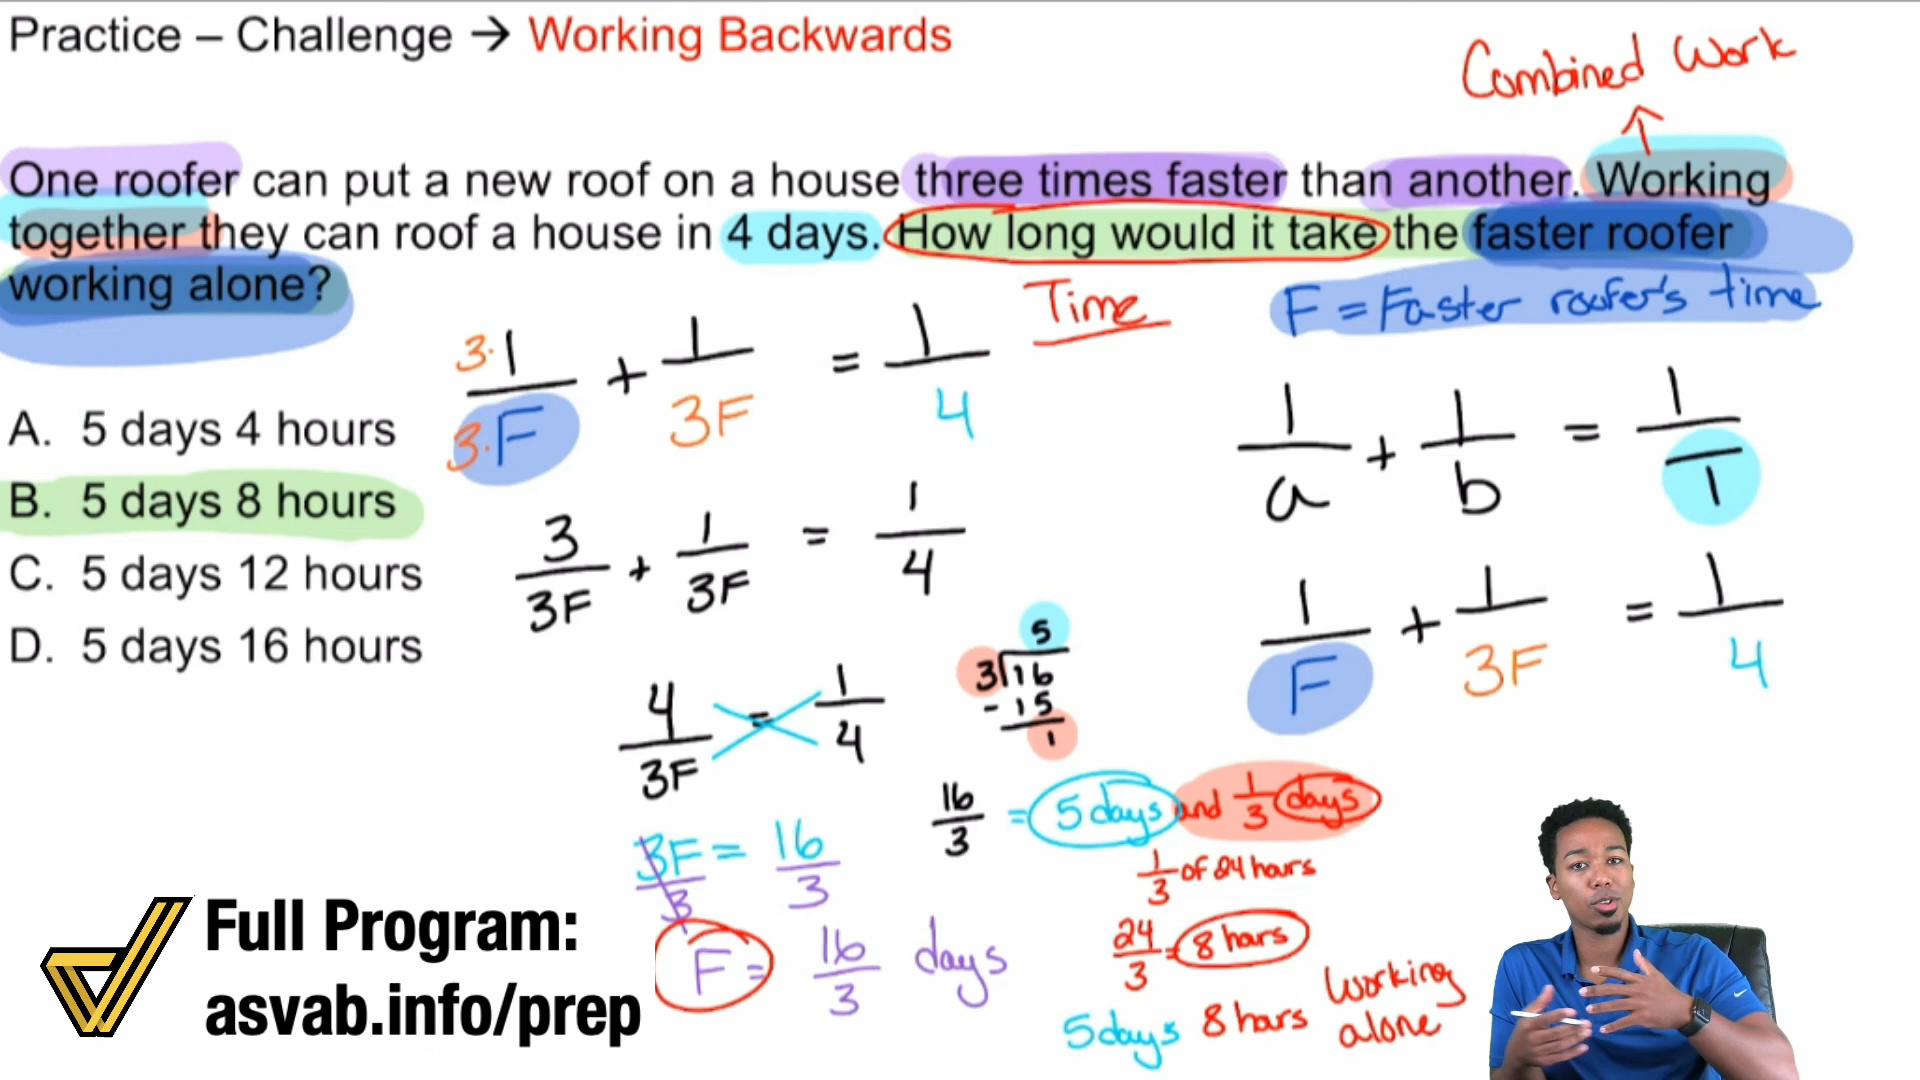 Practice – Challenge → Working Backwards
Combined Work
One roofer can put a new roof on a house three times faster than another. Working
together they can roof a house in 4 days. How long would it take the faster roofer
working alone?
Time
F = Faster roofer's time
3·1/3·F + 1/3F = 1/4
1/a + 1/b = 1/T
A. 5 days 4 hours
B. 5 days 8 hours
C. 5 days 12 hours
D. 5 days 16 hours
3/3F + 1/3F = 1/4
1/F + 1/3F = 1/4
4/3F = 1/4
5
3 16
- 15
1
3F/3 = 16/3
16/3 = 5 days and 1/3 days
1/3 of 24 hours
24/3 = 8 hours
F = 16/3 days
5 days 8 hours working alone
Full Program:
asvab.info/prep